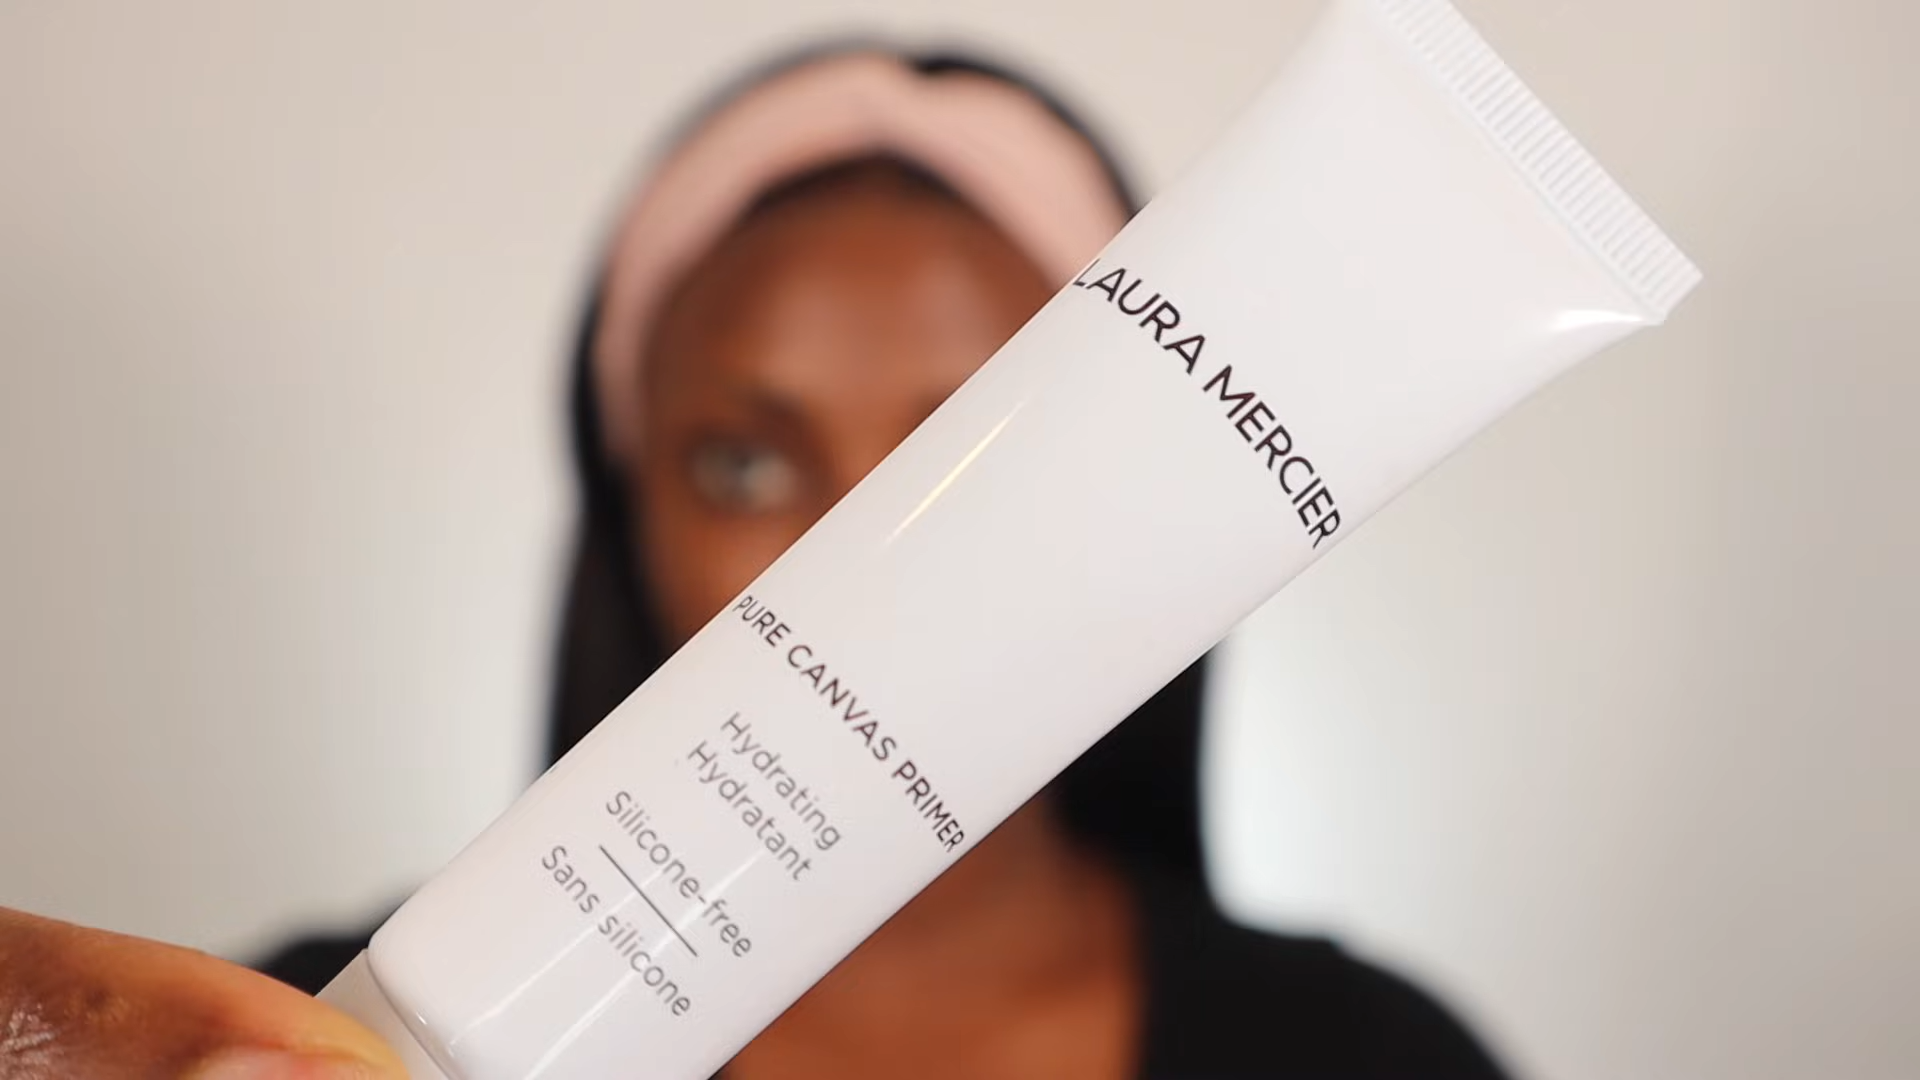 LAURA MERCIER
PURE CANVAS PRIMER
Hydrating
Hydratant
Silicone-free
Sans silicone